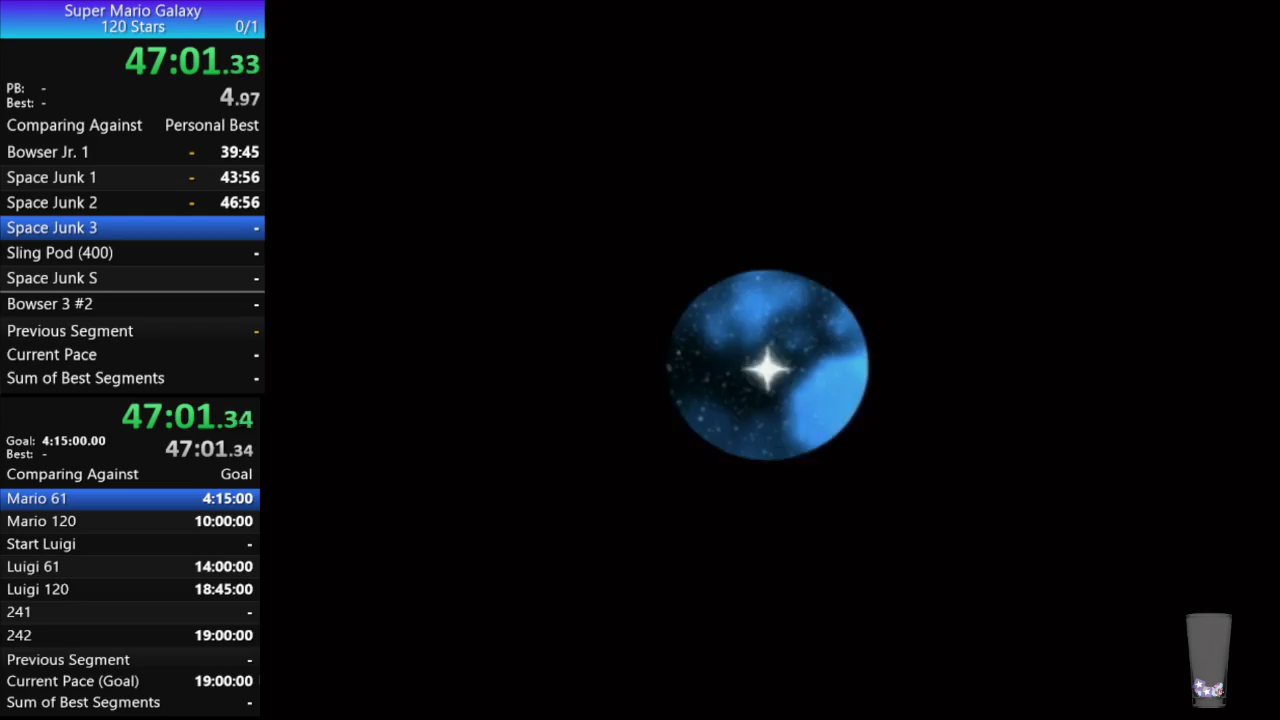 Super Mario Galaxy
120 Stars 0/1
47:01.33
PB: -
Best: -
4.97
Comparing Against Personal Best
Bowser Jr. 1 - 39:45
Space Junk 1 - 43:56
Space Junk 2 - 46:56
Space Junk 3 -
Sling Pod (400) -
Space Junk S -
Bowser 3 #2 -
Previous Segment -
Current Pace -
Sum of Best Segments -
47:01.34
Goal: 4:15:00.00
Best: -
47:01.34
Comparing Against Goal
Mario 61 4:15:00
Mario 120 10:00:00
Start Luigi -
Luigi 61 14:00:00
Luigi 120 18:45:00
241 -
242 19:00:00
Previous Segment -
Current Pace (Goal) 19:00:00
Sum of Best Segments -